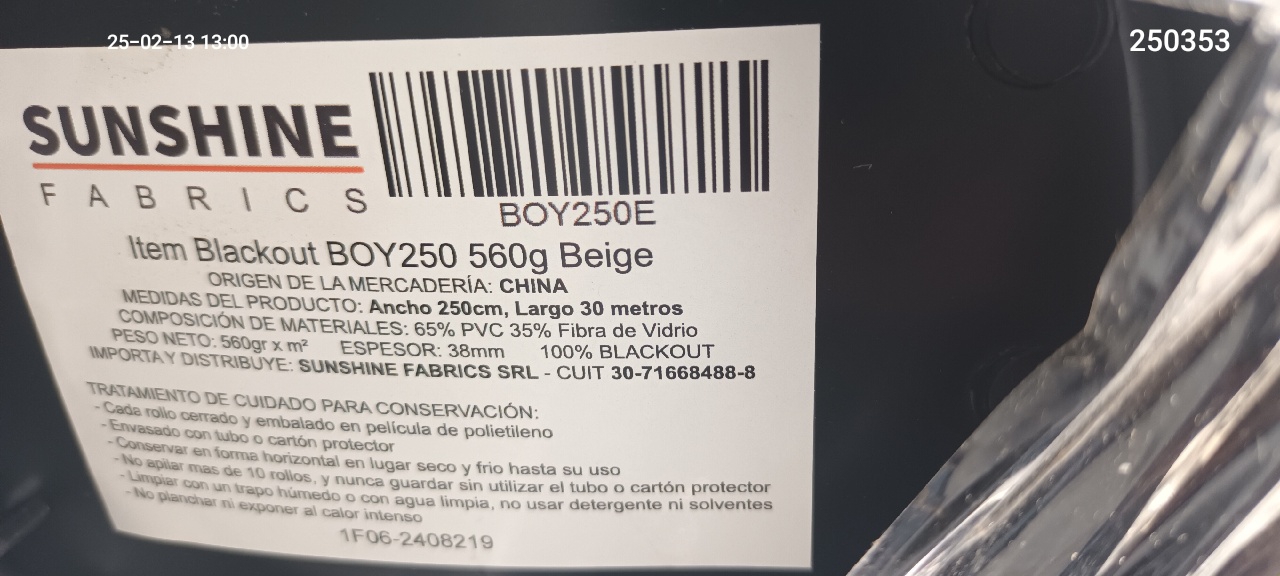 25-02-13 13:00
250353
SUNSHINE
FABRICS
BOY250E
Item Blackout BOY250 560g Beige
ORIGEN DE LA MERCADERÍA: CHINA
MEDIDAS DEL PRODUCTO: Ancho 250cm, Largo 30 metros
COMPOSICIÓN DE MATERIALES: 65% PVC 35% Fibra de Vidrio
PESO NETO: 560gr x m² ESPESOR: 38mm 100% BLACKOUT
IMPORTA Y DISTRIBUYE: SUNSHINE FABRICS SRL - CUIT 30-71668488-8
TRATAMIENTO DE CUIDADO PARA CONSERVACIÓN:
- Cada rollo cerrado y embalado en película de polietileno
- Envasado con tubo o cartón protector
- Conservar en forma horizontal en lugar seco y frio hasta su uso
- No apilar mas de 10 rollos, y nunca guardar sin utilizar el tubo o cartón protector
- Limpiar con un trapo húmedo o con agua limpia, no usar detergente ni solventes
- No planchar ni exponer al calor intenso
1F06-2408219